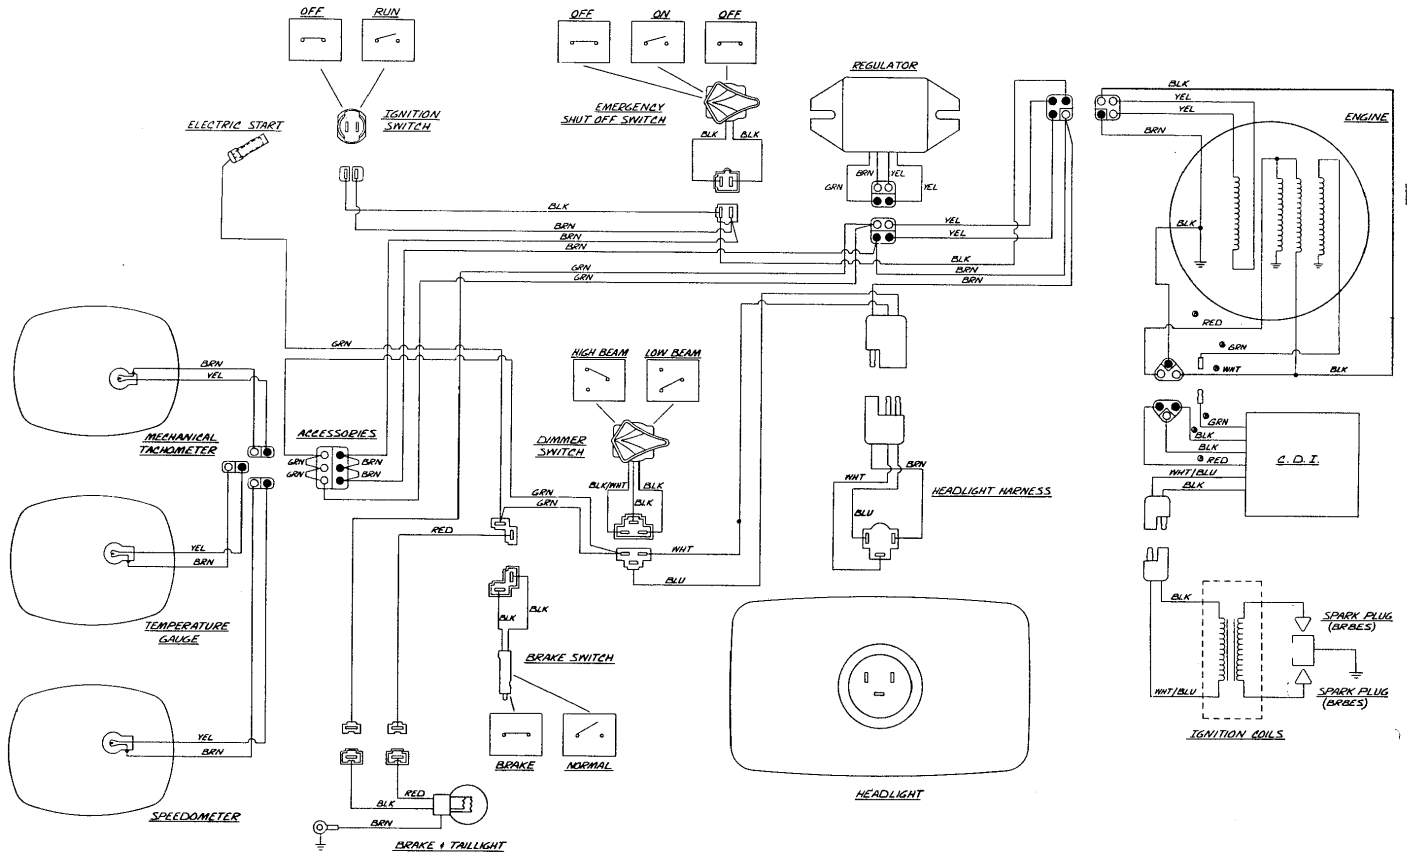 OFF
RUN
OFF
ON
OFF
REGULATOR
BLK
YEL
YEL
BRN
ENGINE
ELECTRIC START
IGNITION
SWITCH
EMERGENCY
SHUT OFF SWITCH
BLK
BLK
BRN
YEL
GRN
YEL
BLK
BRN
BRN
BRN
YEL
YEL
BLK
GRN
GRN
BLK
BRN
BRN
RED
GRN
WHT
BLK
GRN
HIGH BEAM
LOW BEAM
BRN
YEL
MECHANICAL
TACHOMETER
ACCESSORIES
GRN
BRN
GRN
BRN
DIMMER
SWITCH
BLK/WHT
BLK
BLK
GRN
GRN
WHT
BLU
RED
WHT
BRN
BLU
HEADLIGHT HARNESS
GRN
BLK
BLK
RED
WHT/BLU
BLK
C.D.I.
YEL
BRN
TEMPERATURE
GAUGE
BLK
BLK
BRAKE SWITCH
BRAKE
NORMAL
BLK
WHT/BLU
SPARK PLUG
(BR8ES)
SPARK PLUG
(BR8ES)
IGNITION COILS
YEL
BRN
SPEEDOMETER
RED
BLK
BRN
BRAKE & TAILLIGHT
HEADLIGHT